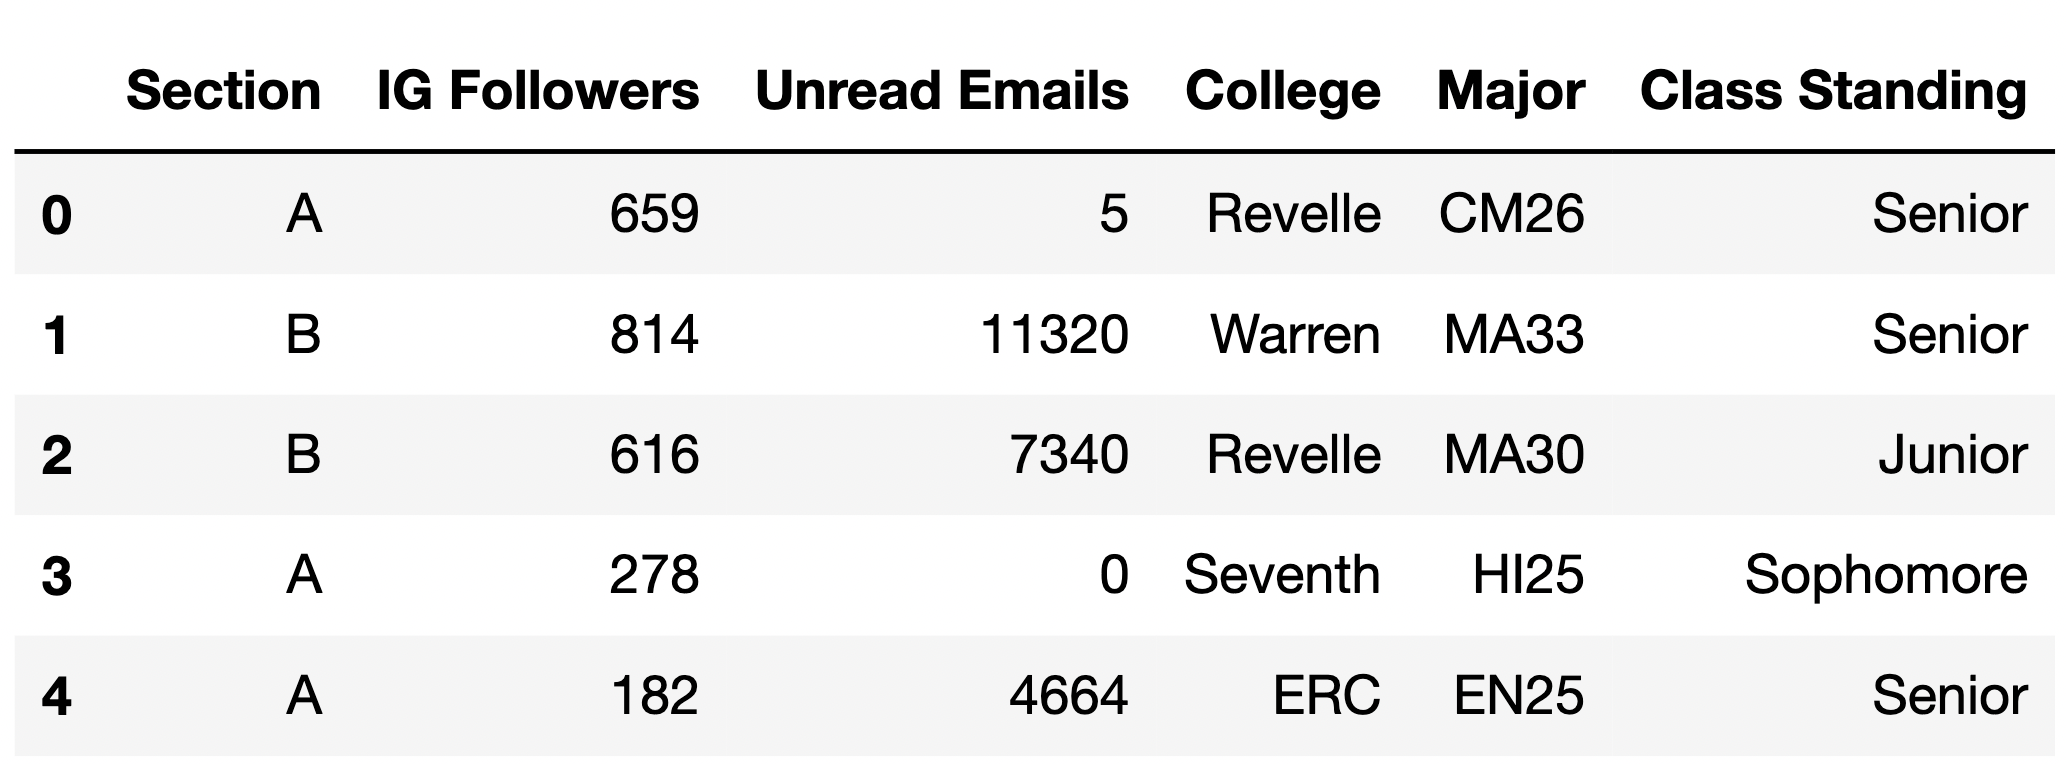 Section IG Followers Unread Emails College Major Class Standing
0 A 659 5 Revelle CM26 Senior
1 B 814 11320 Warren MA33 Senior
2 B 616 7340 Revelle MA30 Junior
3 A 278 0 Seventh HI25 Sophomore
4 A 182 4664 ERC EN25 Senior